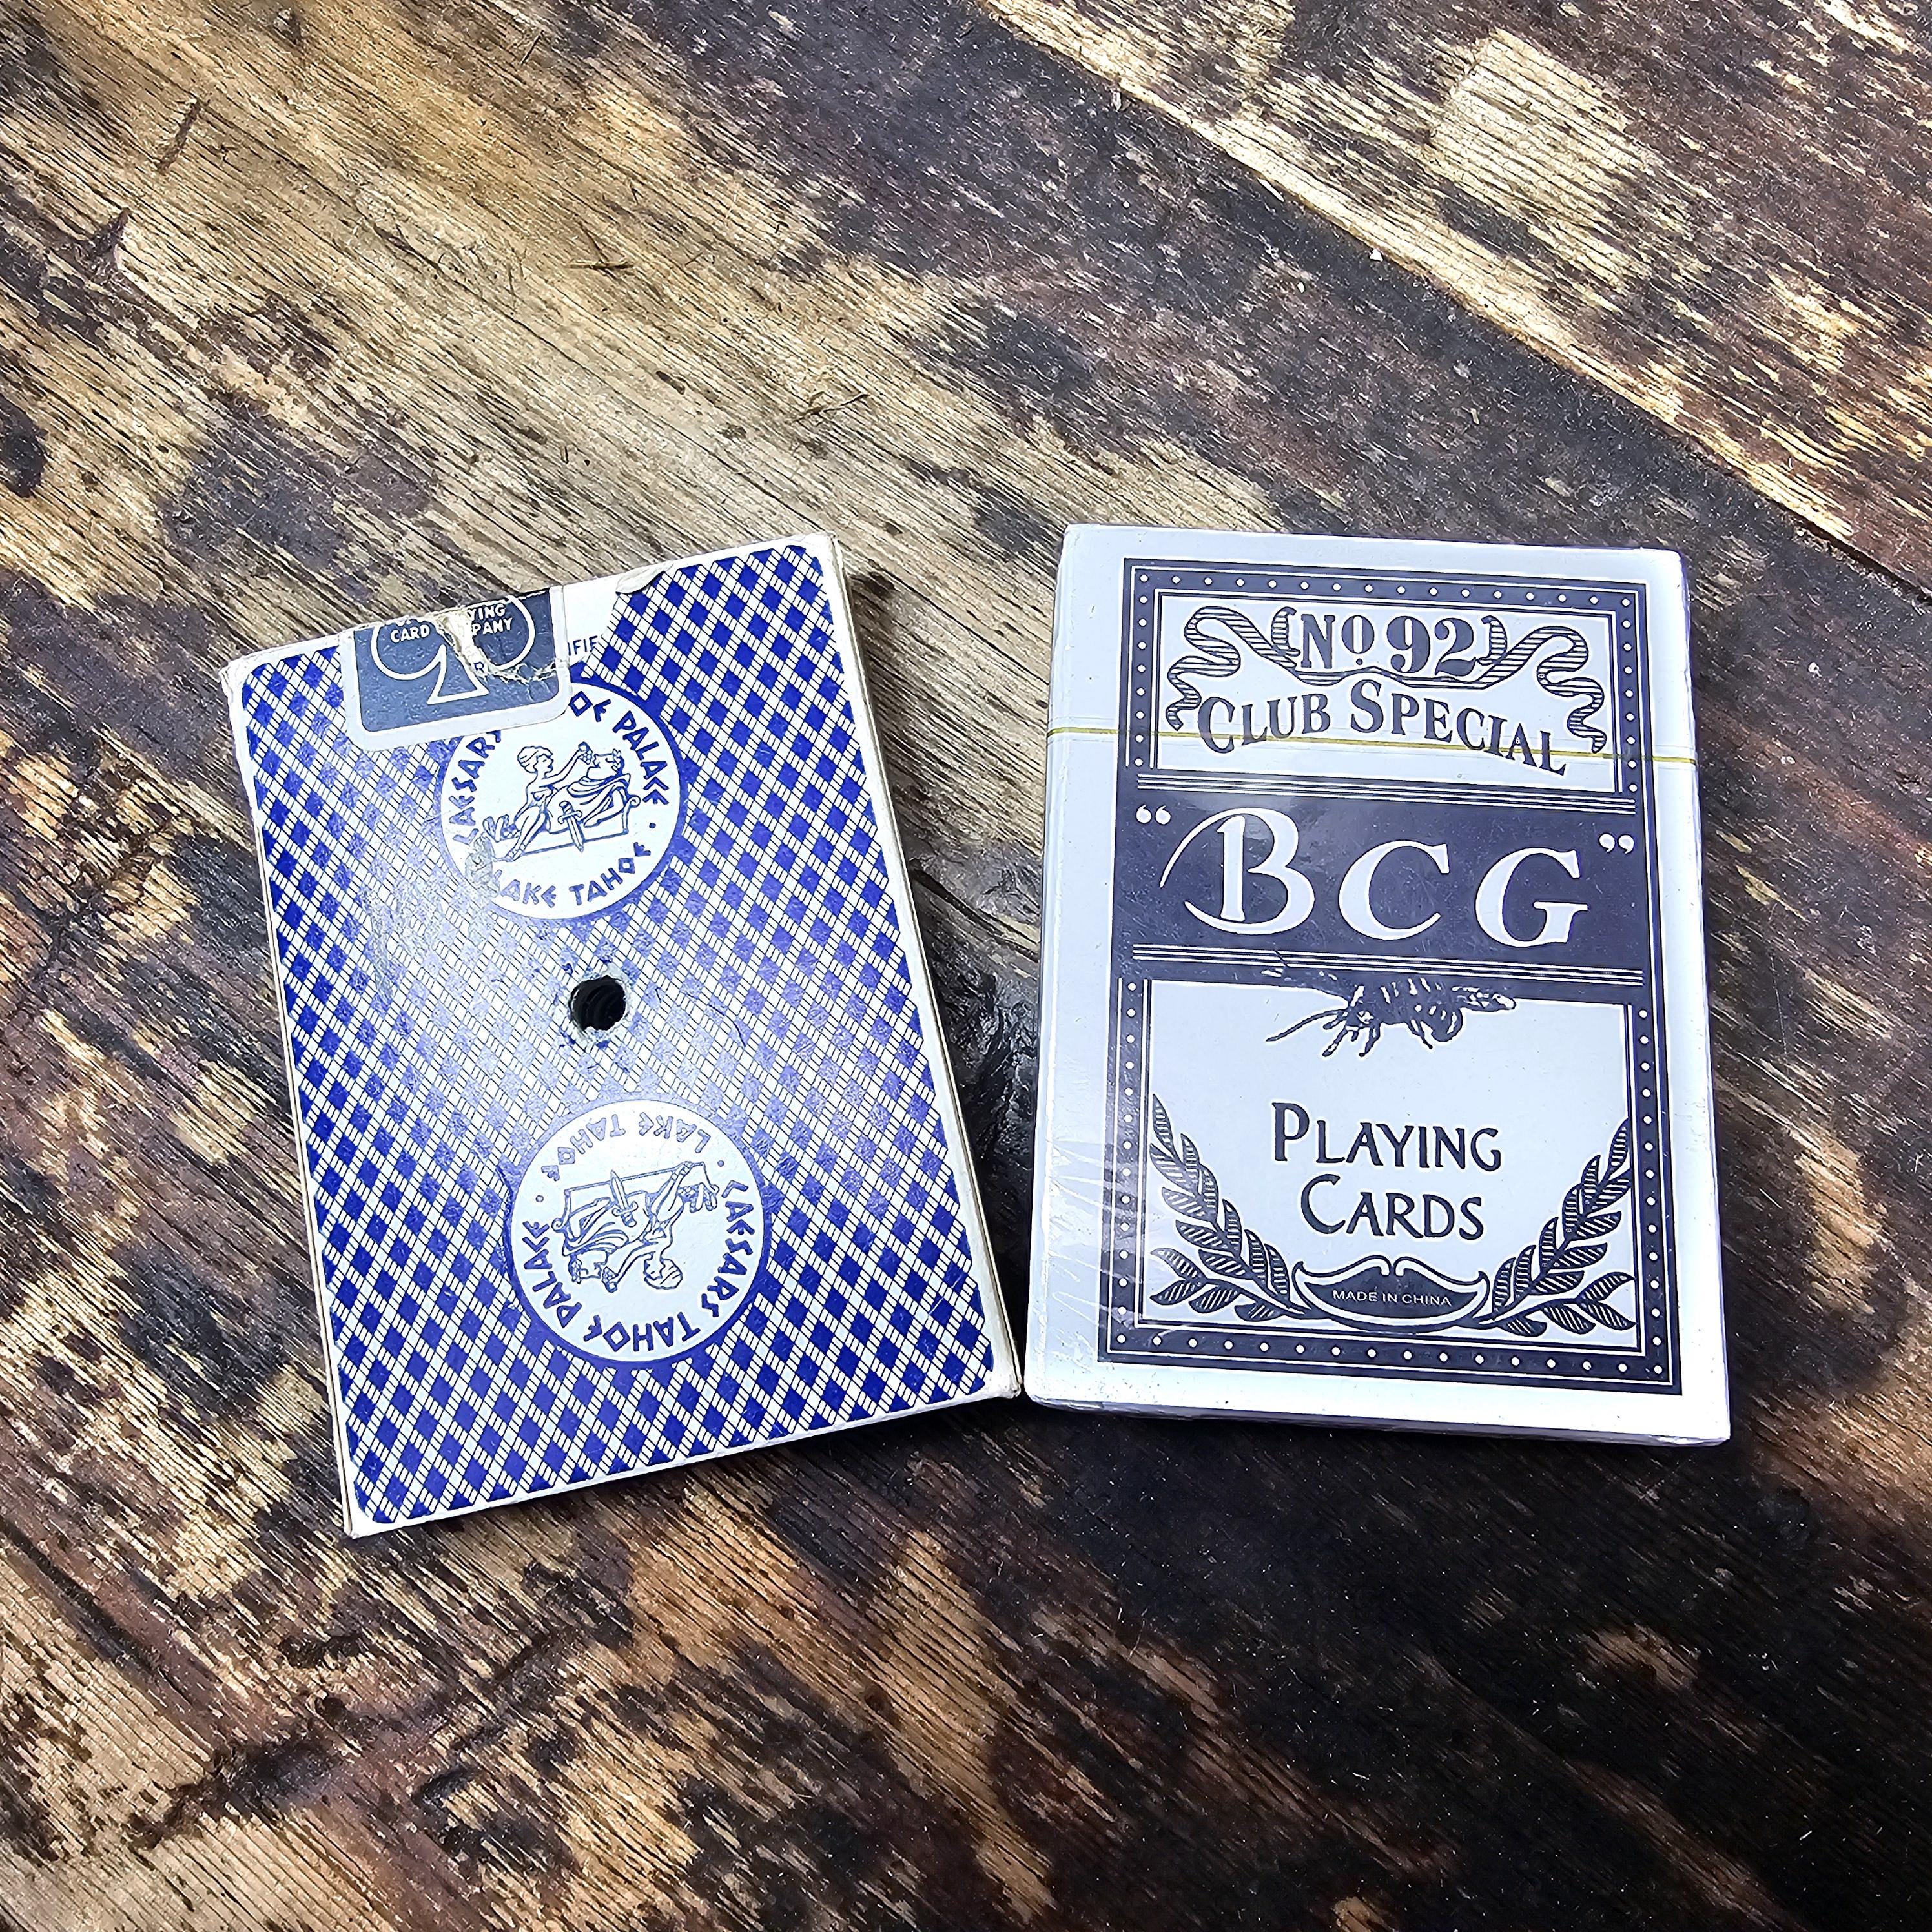 CARD
CAESARS TAHOE PALACE
· LAKE TAHOE ·
CAESARS TAHOE PALACE
· LAKE TAHOE ·
No 92
CLUB SPECIAL
"BCG"
PLAYING
CARDS
MADE IN CHINA